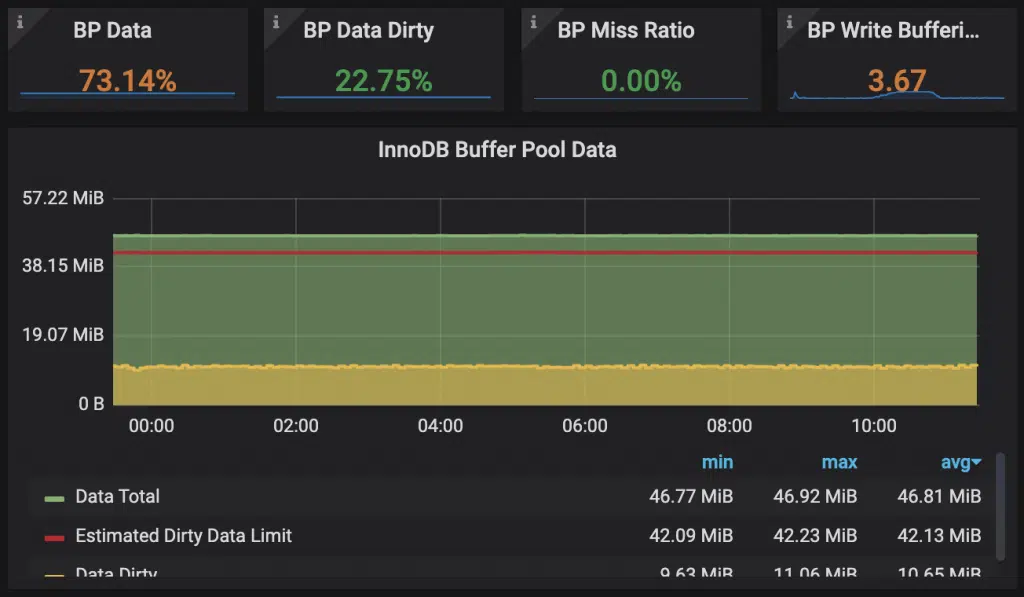 BP Data
BP Data Dirty
BP Miss Ratio
BP Write Bufferi...
73.14%
22.75%
0.00%
3.67
InnoDB Buffer Pool Data
57.22 MiB
38.15 MiB
19.07 MiB
0 B
00:00 02:00 04:00 06:00 08:00 10:00
min max avg
Data Total 46.77 MiB 46.92 MiB 46.81 MiB
Estimated Dirty Data Limit 42.09 MiB 42.23 MiB 42.13 MiB
Data Dirty 9.63 MiB 11.06 MiB 10.65 MiB